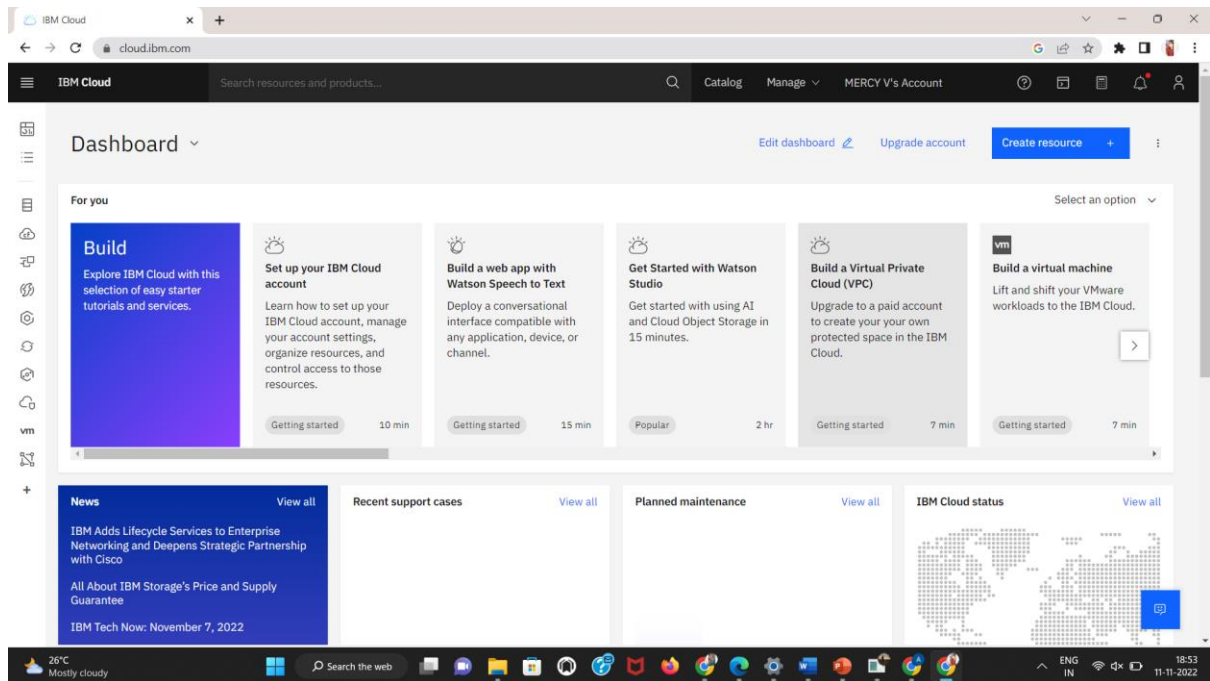 IBM Cloud
cloud.ibm.com
IBM Cloud
Search resources and products...
Catalog
Manage
MERCY V's Account
Dashboard
Edit dashboard
Upgrade account
Create resource +
For you
Select an option
Build
Explore IBM Cloud with this
selection of easy starter
tutorials and services.
Set up your IBM Cloud
account
Learn how to set up your
IBM Cloud account, manage
your account settings,
organize resources, and
control access to those
resources.
Getting started
10 min
Build a web app with
Watson Speech to Text
Deploy a conversational
interface compatible with
any application, device, or
channel.
Getting started
15 min
Get Started with Watson
Studio
Get started with using AI
and Cloud Object Storage in
15 minutes.
Popular
2 hr
Build a Virtual Private
Cloud (VPC)
Upgrade to a paid account
to create your your own
protected space in the IBM
Cloud.
Getting started
7 min
vm
Build a virtual machine
Lift and shift your VMware
workloads to the IBM Cloud.
Getting started
7 min
vm
News
View all
IBM Adds Lifecycle Services to Enterprise
Networking and Deepens Strategic Partnership
with Cisco
All About IBM Storage's Price and Supply
Guarantee
IBM Tech Now: November 7, 2022
Recent support cases
View all
Planned maintenance
View all
IBM Cloud status
View all
26°C
Mostly cloudy
Search the web
ENG
IN
18:53
11-11-2022